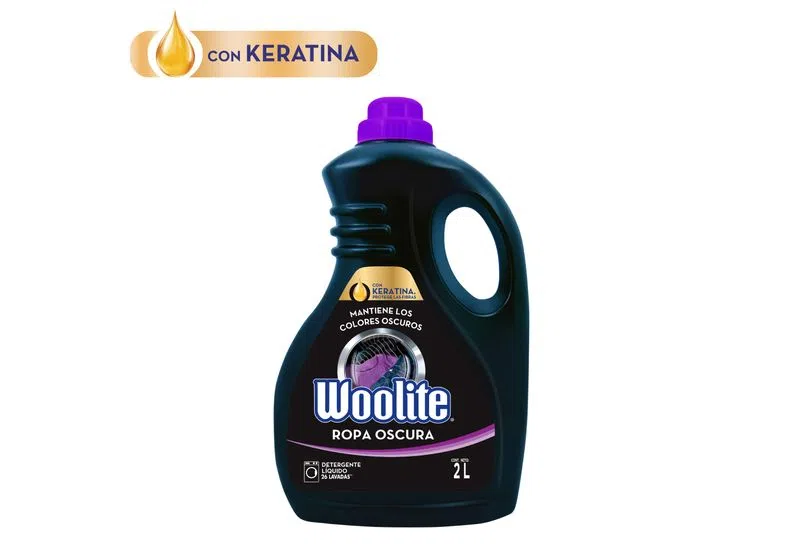 CON KERATINA
CON
KERATINA.
PROTEGE LAS FIBRAS
MANTIENE LOS
COLORES OSCUROS
Woolite®
ROPA OSCURA
DETERGENTE
LÍQUIDO
26 LAVADAS**
CONT. NETO
2 L